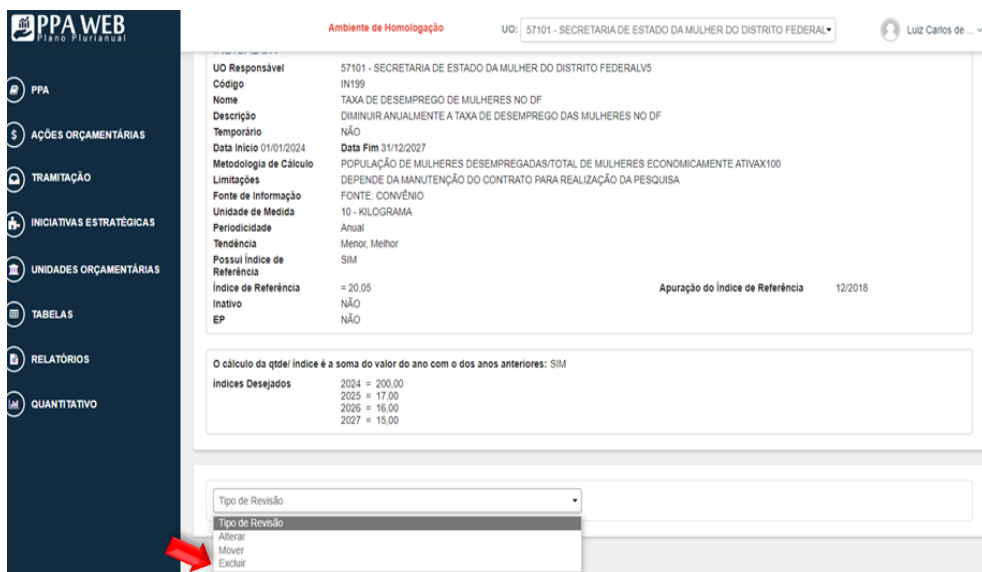 PPA WEB
Plano Plurianual
Ambiente de Homologação
UO: 57101 - SECRETARIA DE ESTADO DA MULHER DO DISTRITO FEDERAL
Luiz Carlos de ...
PPA
AÇÕES ORÇAMENTÁRIAS
TRAMITAÇÃO
INICIATIVAS ESTRATÉGICAS
UNIDADES ORÇAMENTÁRIAS
TABELAS
RELATÓRIOS
QUANTITATIVO
INDICADOR
UO Responsável 57101 - SECRETARIA DE ESTADO DA MULHER DO DISTRITO FEDERALV5
Código IN199
Nome TAXA DE DESEMPREGO DE MULHERES NO DF
Descrição DIMINUIR ANUALMENTE A TAXA DE DESEMPREGO DAS MULHERES NO DF
Temporário NÃO
Data Início 01/01/2024 Data Fim 31/12/2027
Metodologia de Cálculo POPULAÇÃO DE MULHERES DESEMPREGADAS/TOTAL DE MULHERES ECONOMICAMENTE ATIVAX100
Limitações DEPENDE DA MANUTENÇÃO DO CONTRATO PARA REALIZAÇÃO DA PESQUISA
Fonte de Informação FONTE: CONVÊNIO
Unidade de Medida 10 - KILOGRAMA
Periodicidade Anual
Tendência Menor, Melhor
Possui Índice de Referência SIM
Índice de Referência = 20,05 Apuração do Índice de Referência 12/2018
Inativo NÃO
EP NÃO
O cálculo da qtde/ índice é a soma do valor do ano com o dos anos anteriores: SIM
Índices Desejados 2024 = 200,00
2025 = 17,00
2026 = 16,00
2027 = 15,00
Tipo de Revisão
Tipo de Revisão
Alterar
Mover
Excluir